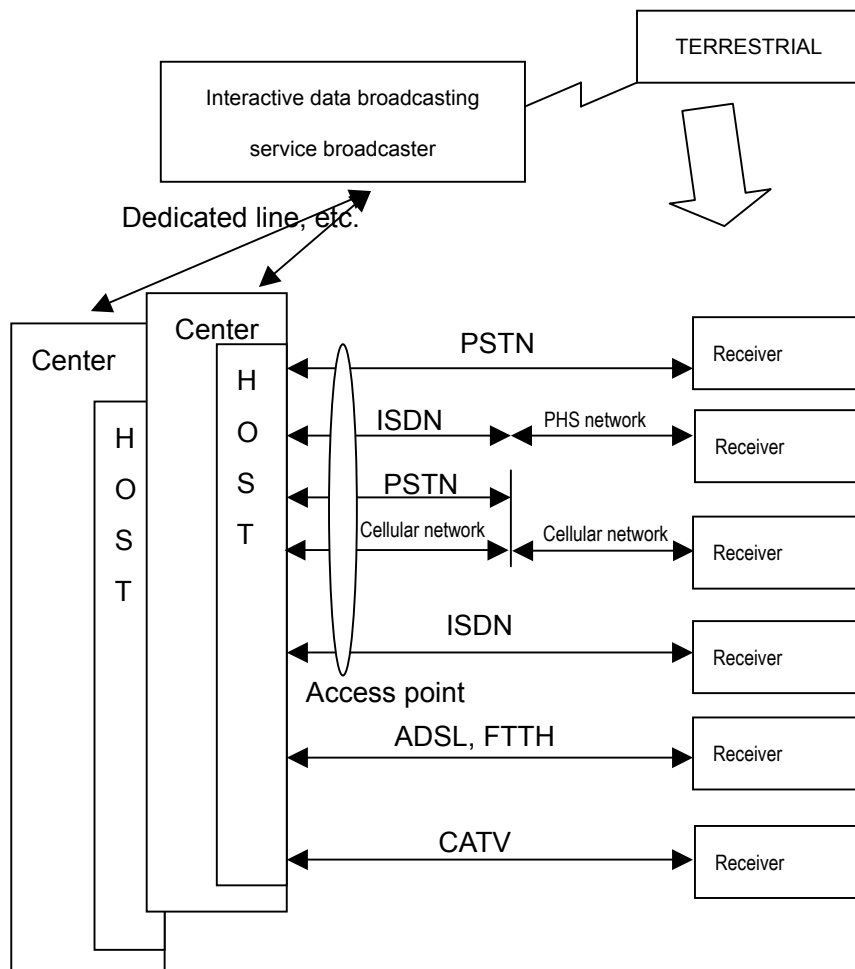 TERRESTRIAL
Interactive data broadcasting
service broadcaster
Dedicated line, etc.
Center
Center
H
O
S
T
H
O
S
T
PSTN
Receiver
ISDN
PHS network
Receiver
PSTN
Cellular network
Cellular network
Receiver
ISDN
Receiver
Access point
ADSL, FTTH
Receiver
CATV
Receiver